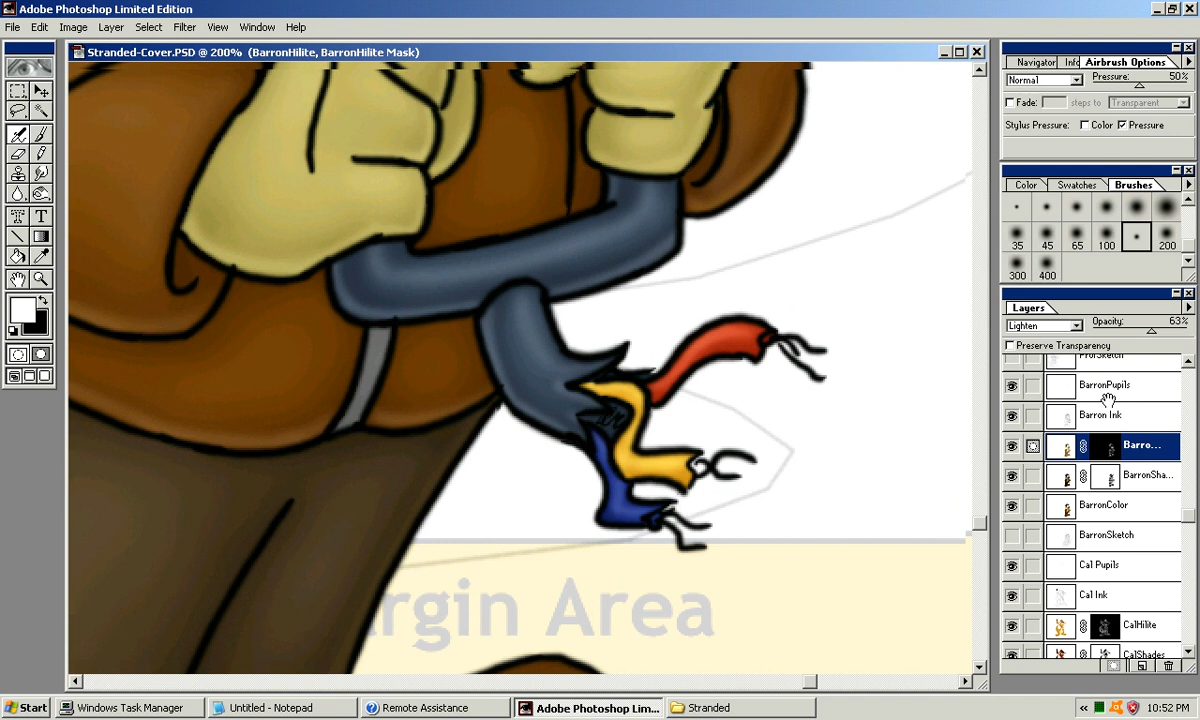 Adobe Photoshop Limited Edition
File Edit Image Layer Select Filter View Window Help
Stranded-Cover.PSD @ 200% (BarronHilite, BarronHilite Mask)
Navigator Info Airbrush Options
Normal Pressure: 50%
Fade: steps to Transparent
Stylus Pressure: Color Pressure
Color Swatches Brushes
35 45 65 100 200
300 400
Layers
Lighten Opacity: 63%
Preserve Transparency
BarronPupils
Barron Ink
Barro...
BarronSha...
BarronColor
BarronSketch
Cal Pupils
Cal Ink
CalHilite
CalShades
rgin Area
Start Windows Task Manager Untitled - Notepad Remote Assistance Adobe Photoshop Lim... Stranded 10:52 PM